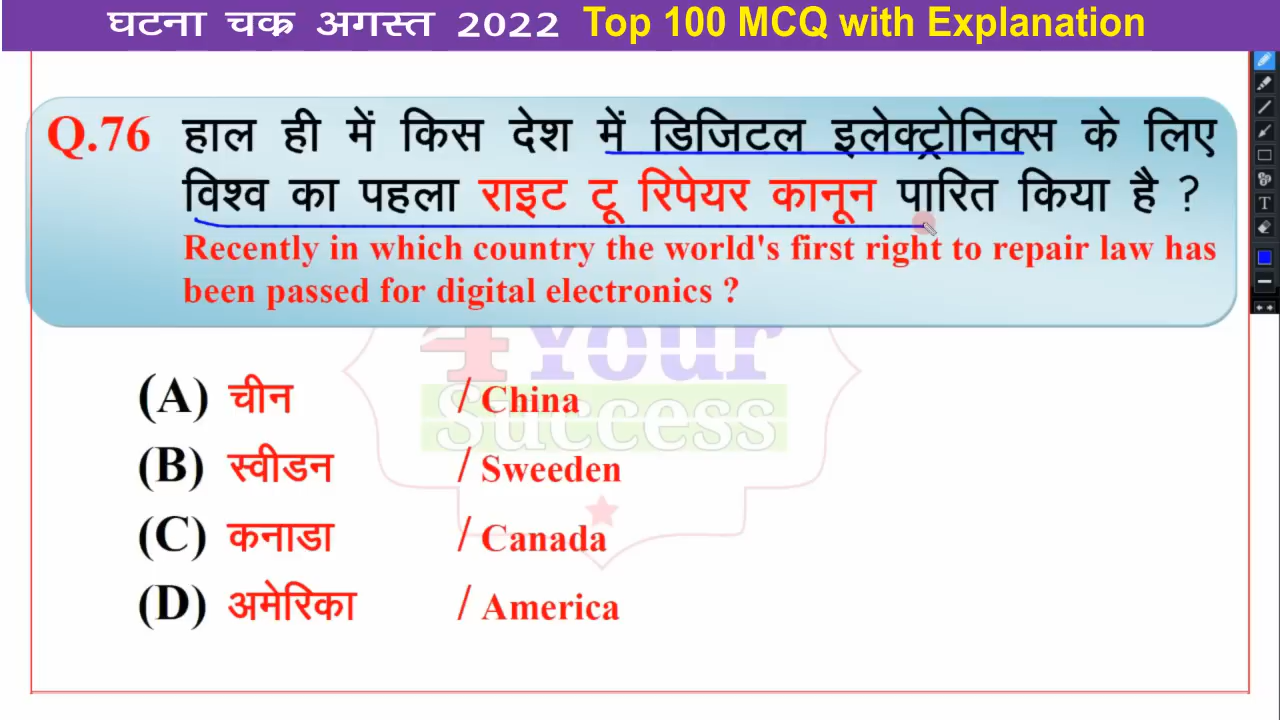 घटना चक्र अगस्त 2022 Top 100 MCQ with Explanation
Q.76 हाल ही में किस देश में डिजिटल इलेक्ट्रोनिक्स के लिए
विश्व का पहला राइट टू रिपेयर कानून पारित किया है ?
Recently in which country the world's first right to repair law has
been passed for digital electronics ?
4Your
Success
(A) चीन / China
(B) स्वीडन / Sweeden
(C) कनाडा / Canada
(D) अमेरिका / America